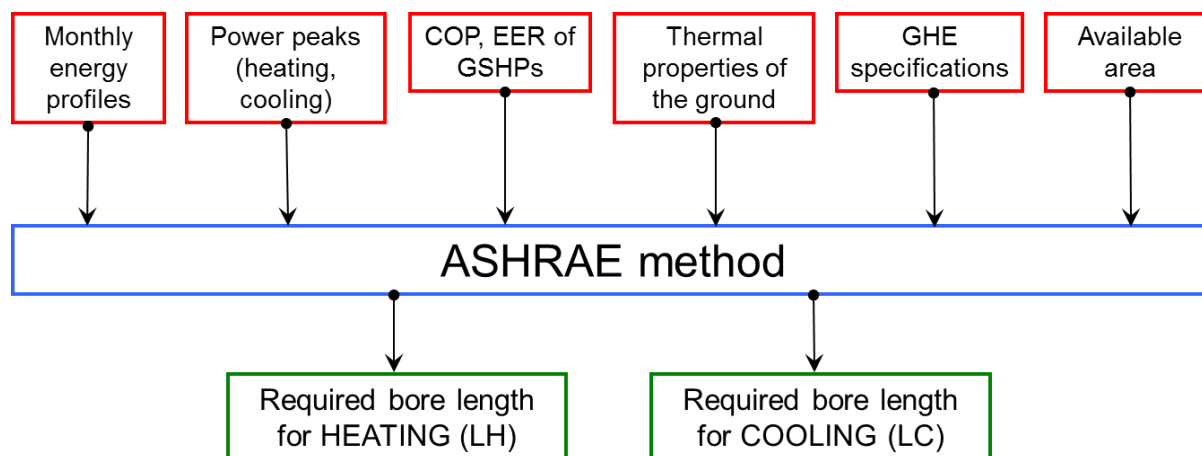 Monthly
energy
profiles
Power peaks
(heating,
cooling)
COP, EER of
GSHPs
Thermal
properties of
the ground
GHE
specifications
Available
area
ASHRAE method
Required bore length
for HEATING (LH)
Required bore length
for COOLING (LC)